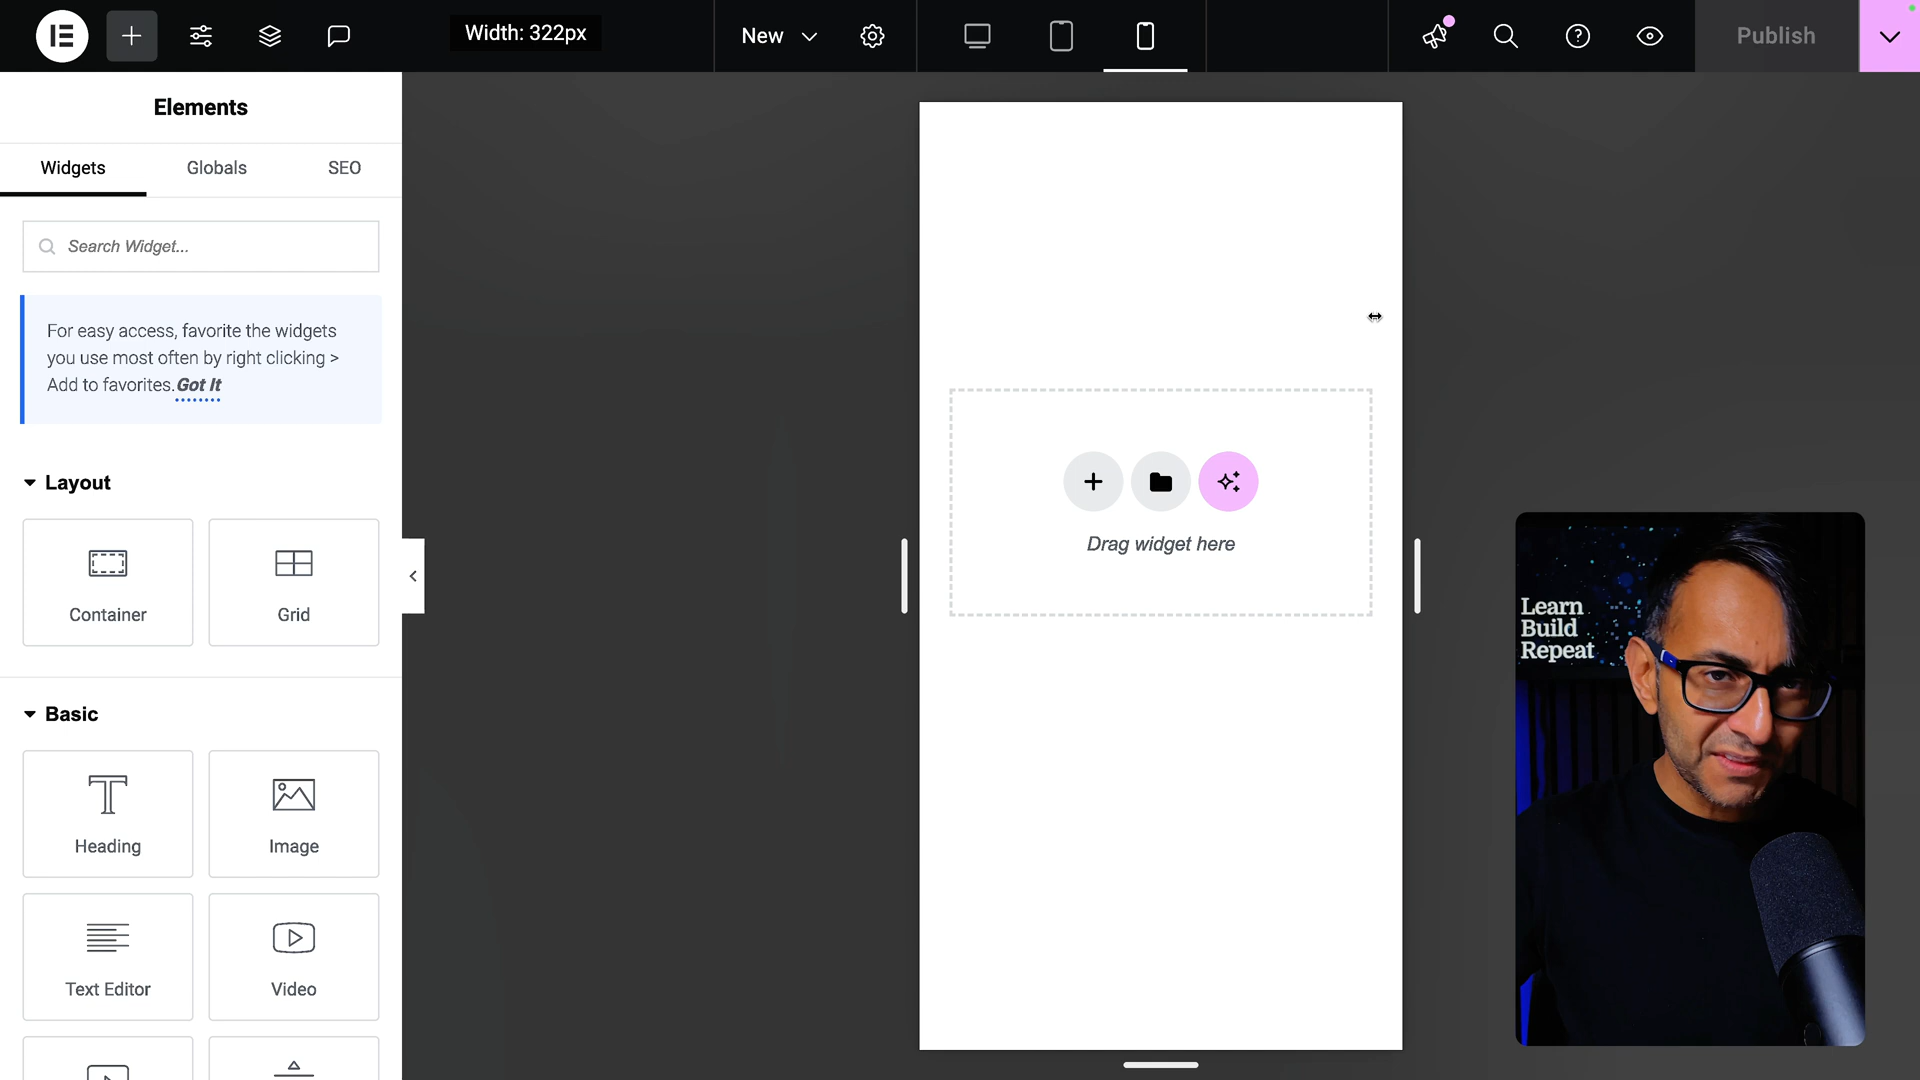 Width: 322px
New
Publish
Elements
Widgets
Globals
SEO
Search Widget...
For easy access, favorite the widgets
you use most often by right clicking >
Add to favorites. Got It
Layout
Container
Grid
Basic
Heading
Image
Text Editor
Video
Drag widget here
Learn
Build
Repeat